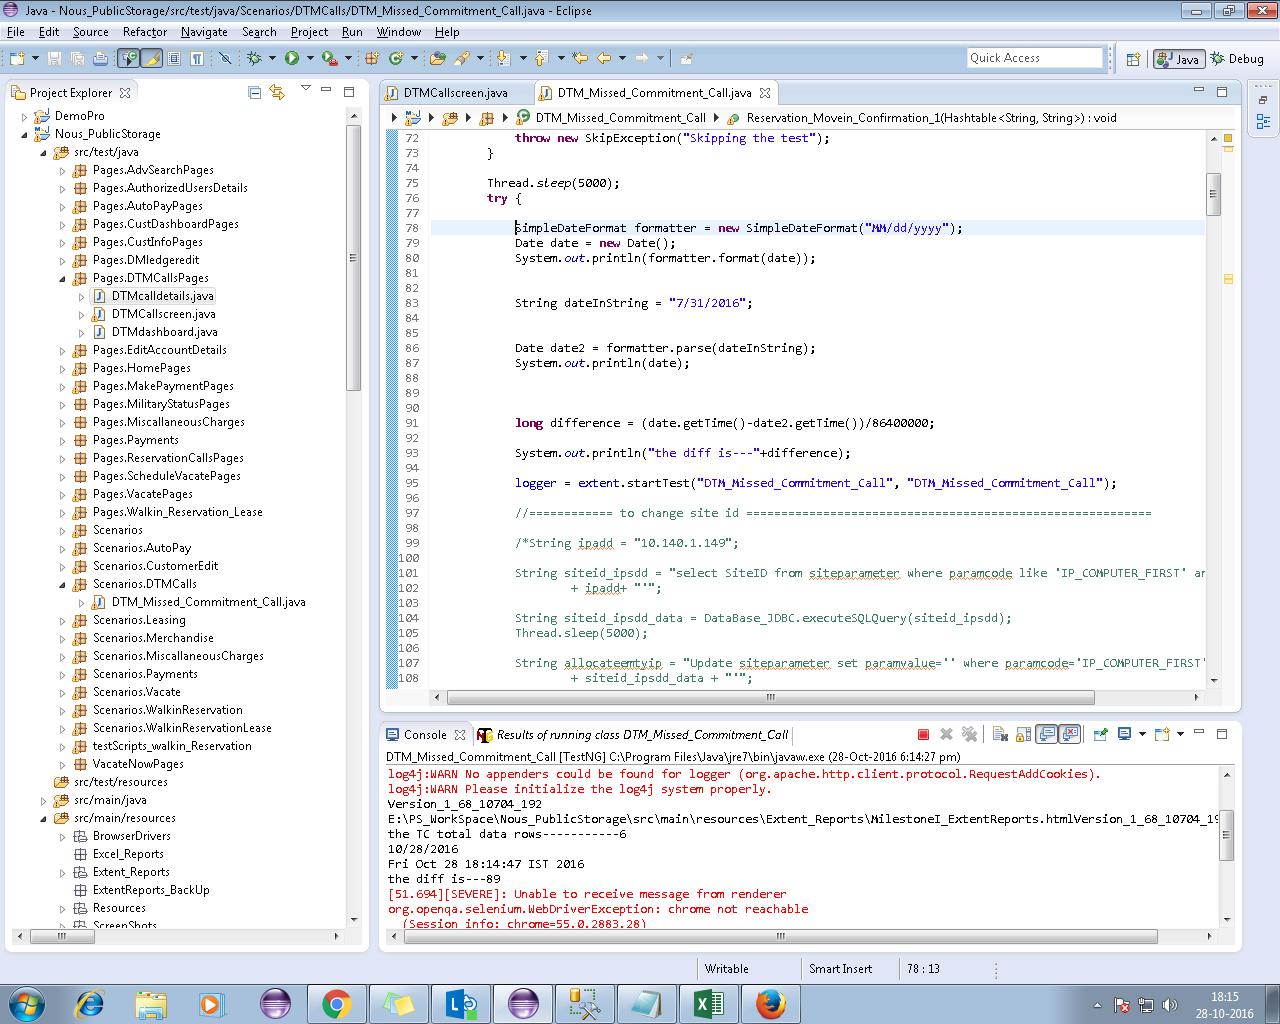 Java - Nous_PublicStorage/src/test/java/Scenarios/DTMCalls/DTM_Missed_Commitment_Call.java - Eclipse
File Edit Source Refactor Navigate Search Project Run Window Help
Quick Access
Java
Debug
Project Explorer
DemoPro
Nous_PublicStorage
src/test/java
Pages.AdvSearchPages
Pages.AuthorizedUsersDetails
Pages.AutoPayPages
Pages.CustDashboardPages
Pages.CustInfoPages
Pages.DMledgeredit
Pages.DTMCallsPages
DTMcalldetails.java
DTMCallscreen.java
DTMdashboard.java
Pages.EditAccountDetails
Pages.HomePages
Pages.MakePaymentPages
Pages.MilitaryStatusPages
Pages.MiscallaneousCharges
Pages.Payments
Pages.ReservationCallsPages
Pages.ScheduleVacatePages
Pages.VacatePages
Pages.Walkin_Reservation_Lease
Scenarios
Scenarios.AutoPay
Scenarios.CustomerEdit
Scenarios.DTMCalls
DTM_Missed_Commitment_Call.java
Scenarios.Leasing
Scenarios.Merchandise
Scenarios.MiscallaneousCharges
Scenarios.Payments
Scenarios.Vacate
Scenarios.WalkinReservation
Scenarios.WalkinReservationLease
testScripts_walkin_Reservation
VacateNowPages
src/test/resources
src/main/java
src/main/resources
BrowserDrivers
Excel_Reports
Extent_Reports
ExtentReports_BackUp
Resources
ScreenShots
DTMCallscreen.java
DTM_Missed_Commitment_Call.java
DTM_Missed_Commitment_Call
Reservation_Movein_Confirmation_1(Hashtable<String, String>) : void
72 throw new SkipException("Skipping the test");
73 }
74
75 Thread.sleep(5000);
76 try {
77
78 SimpleDateFormat formatter = new SimpleDateFormat("MM/dd/yyyy");
79 Date date = new Date();
80 System.out.println(formatter.format(date));
81
82
83 String dateInString = "7/31/2016";
84
85
86 Date date2 = formatter.parse(dateInString);
87 System.out.println(date);
88
89
90
91 long difference = (date.getTime()-date2.getTime())/86400000;
92
93 System.out.println("the diff is---"+difference);
94
95 logger = extent.startTest("DTM_Missed_Commitment_Call", "DTM_Missed_Commitment_Call");
96
97 //============ to change site id ==========================================================
98
99 /*String ipadd = "10.140.1.149";
100
101 String siteid_ipsdd = "select SiteID from siteparameter where paramcode like 'IP_COMPUTER_FIRST' an
102 + ipadd+ "'";
103
104 String siteid_ipsdd_data = DataBase_JDBC.executeSQLQuery(siteid_ipsdd);
105 Thread.sleep(5000);
106
107 String allocateemtyip = "Update siteparameter set paramvalue='' where paramcode='IP_COMPUTER_FIRST'
108 + siteid_ipsdd_data + "'";
Console
Results of running class DTM_Missed_Commitment_Call
DTM_Missed_Commitment_Call [TestNG] C:\Program Files\Java\jre7\bin\javaw.exe (28-Oct-2016 6:14:27 pm)
log4j:WARN No appenders could be found for logger (org.apache.http.client.protocol.RequestAddCookies).
log4j:WARN Please initialize the log4j system properly.
Version_1_68_10704_192
E:\PS_WorkSpace\Nous_PublicStorage\src\main\resources\Extent_Reports\MilestoneI_ExtentReports.htmlVersion_1_68_10704_19
the TC total data rows-----------6
10/28/2016
Fri Oct 28 18:14:47 IST 2016
the diff is---89
[51.694][SEVERE]: Unable to receive message from renderer
org.openqa.selenium.WebDriverException: chrome not reachable
(Session info: chrome=55.0.2883.28)
Writable
Smart Insert
78 : 13
18:15
28-10-2016